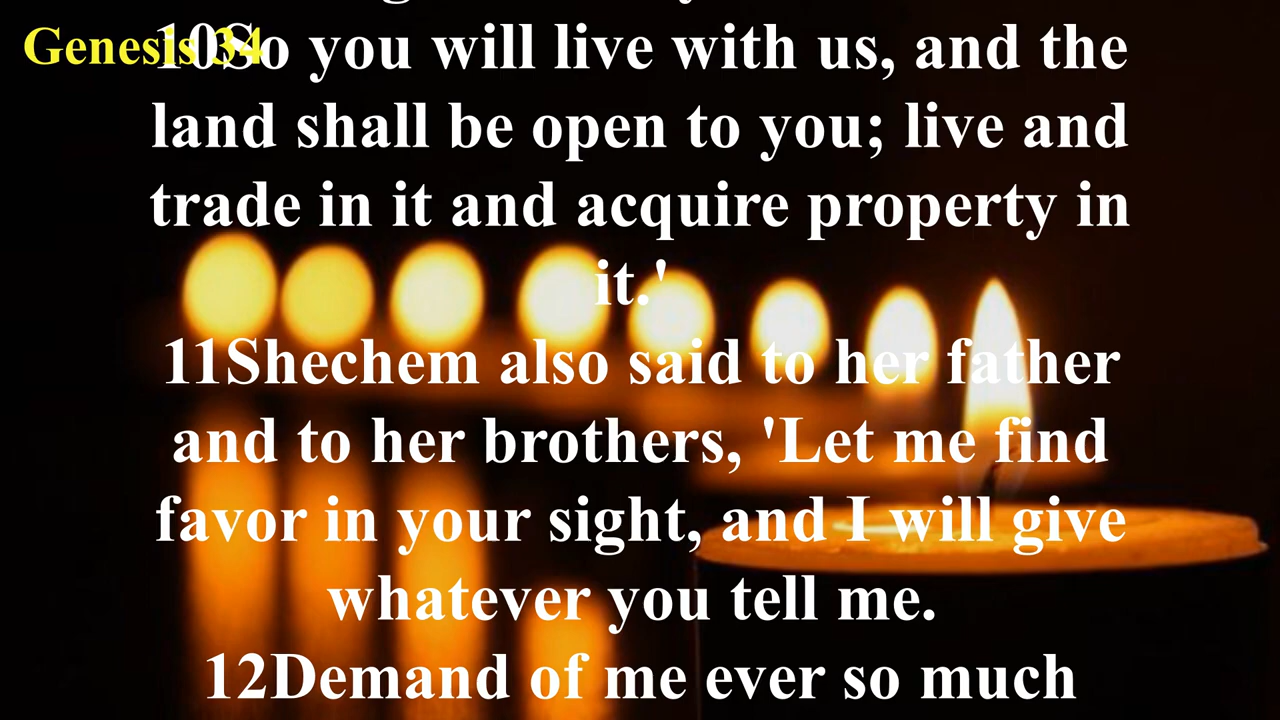 Genesis 34
10So you will live with us, and the
land shall be open to you; live and
trade in it and acquire property in
it.'
11Shechem also said to her father
and to her brothers, 'Let me find
favor in your sight, and I will give
whatever you tell me.
12Demand of me ever so much